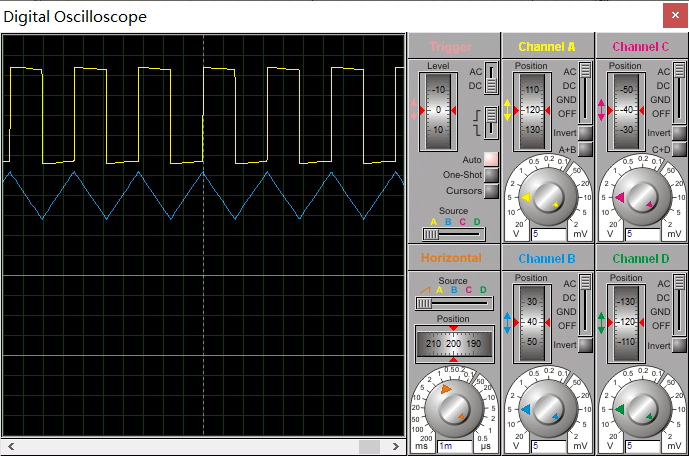 Digital Oscilloscope
Trigger
Level
-10
0
10
AC
DC
Auto
One-Shot
Cursors
Source
A B C D
Channel A
Position
110
120
130
AC
DC
GND
OFF
Invert
A+B
1 0.5 0.2 0.1
2 50
5 20
10 10
20 5
2
V 5 mV
Channel C
Position
-50
-40
-30
AC
DC
GND
OFF
Invert
C+D
1 0.5 0.2 0.1
2 50
5 20
10 10
20 5
2
V 5 mV
Horizontal
Source
A B C D
Position
210 200 190
1 0.5 0.2
2 0.1
5 50
10 20
20 10
50 5
100 2
200 1 0.5
ms 1m µs
Channel B
Position
30
40
50
AC
DC
GND
OFF
Invert
1 0.5 0.2 0.1
2 50
5 20
10 10
20 5
2
V 5 mV
Channel D
Position
-130
-120
-110
AC
DC
GND
OFF
Invert
1 0.5 0.2 0.1
2 50
5 20
10 10
20 5
2
V 5 mV